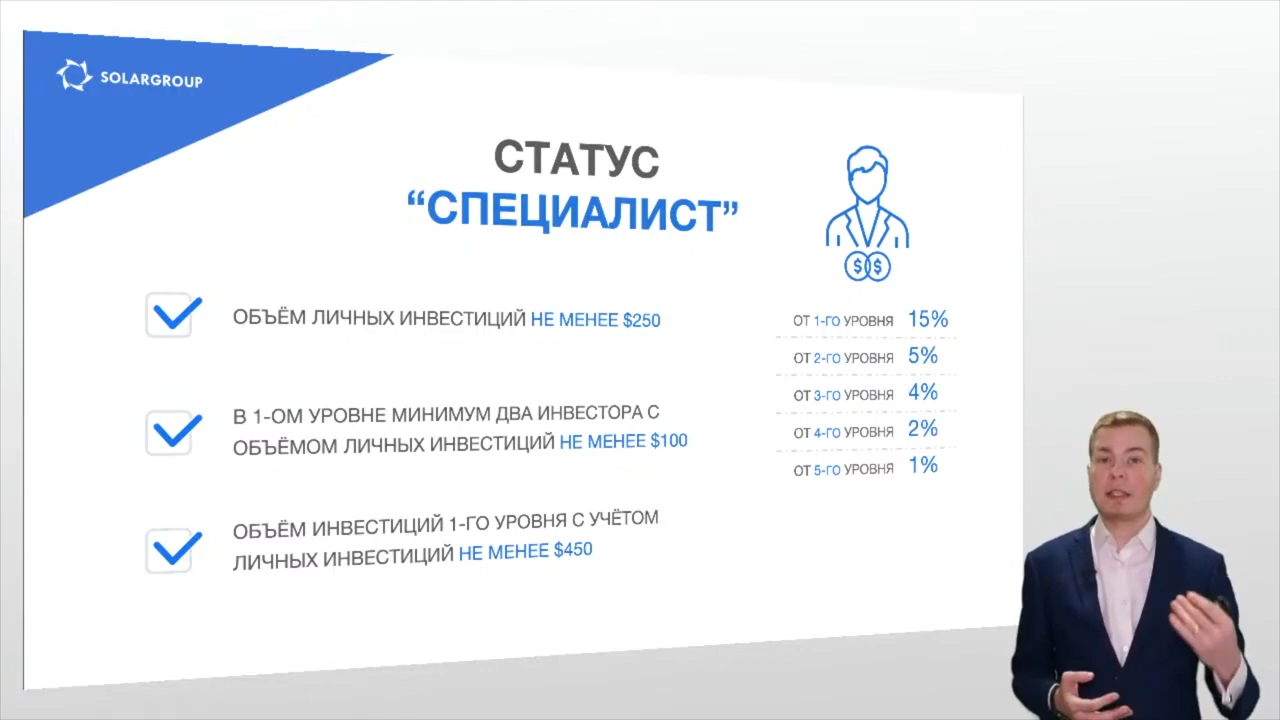 SOLARGROUP
СТАТУС
“СПЕЦИАЛИСТ”
ОБЪЁМ ЛИЧНЫХ ИНВЕСТИЦИЙ НЕ МЕНЕЕ $250
В 1-ОМ УРОВНЕ МИНИМУМ ДВА ИНВЕСТОРА С
ОБЪЁМОМ ЛИЧНЫХ ИНВЕСТИЦИЙ НЕ МЕНЕЕ $100
ОБЪЁМ ИНВЕСТИЦИЙ 1-ГО УРОВНЯ С УЧЁТОМ
ЛИЧНЫХ ИНВЕСТИЦИЙ НЕ МЕНЕЕ $450
$ $
ОТ 1-ГО УРОВНЯ 15%
ОТ 2-ГО УРОВНЯ 5%
ОТ 3-ГО УРОВНЯ 4%
ОТ 4-ГО УРОВНЯ 2%
ОТ 5-ГО УРОВНЯ 1%